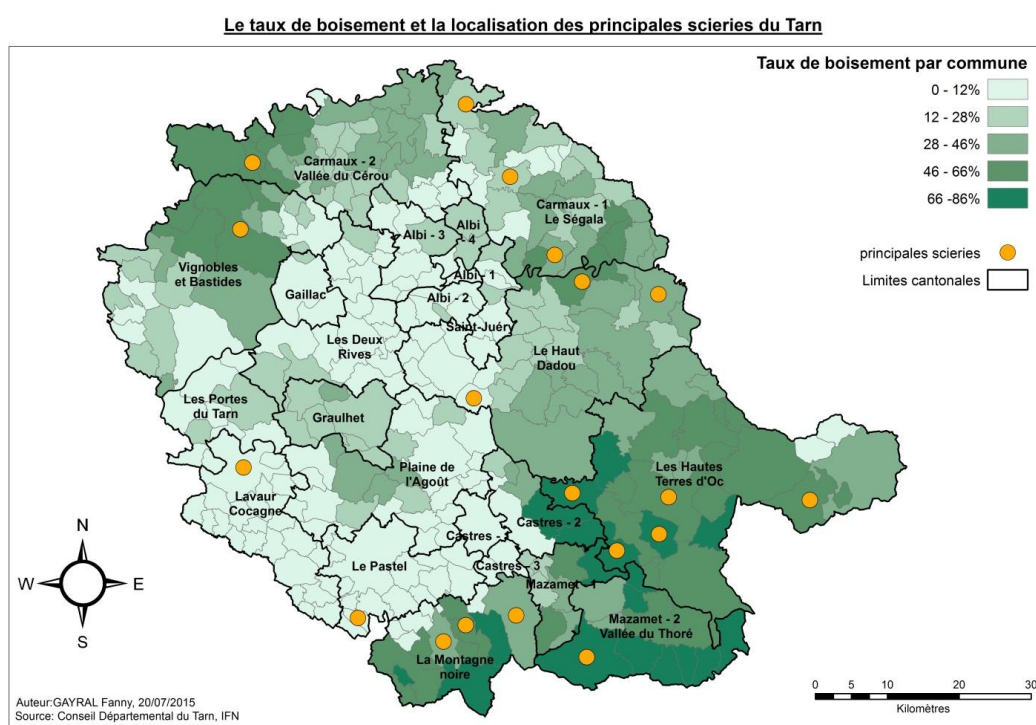 Le taux de boisement et la localisation des principales scieries du Tarn
Taux de boisement par commune
0 - 12%
12 - 28%
28 - 46%
46 - 66%
66 -86%
principales scieries
Limites cantonales
Carmaux - 2
Vallée du Cérou
Carmaux - 1
Le Ségala
Albi - 3
Albi
- 4
Vignobles
et Bastides
Gaillac
Albi - 1
Albi - 2
Saint-Juéry
Les Deux
Rives
Le Haut
Dadou
Les Portes
du Tarn
Graulhet
Plaine de
l'Agoût
Les Hautes
Terres d'Oc
Lavaur
Cocagne
Castres - 2
Castres - 1
Le Pastel
Castres - 3
Mazamet - 1
Mazamet - 2
Vallée du Thoré
La Montagne
noire
N
W
E
S
0 5 10 20 30
Kilomètres
Auteur:GAYRAL Fanny, 20/07/2015
Source: Conseil Départemental du Tarn, IFN